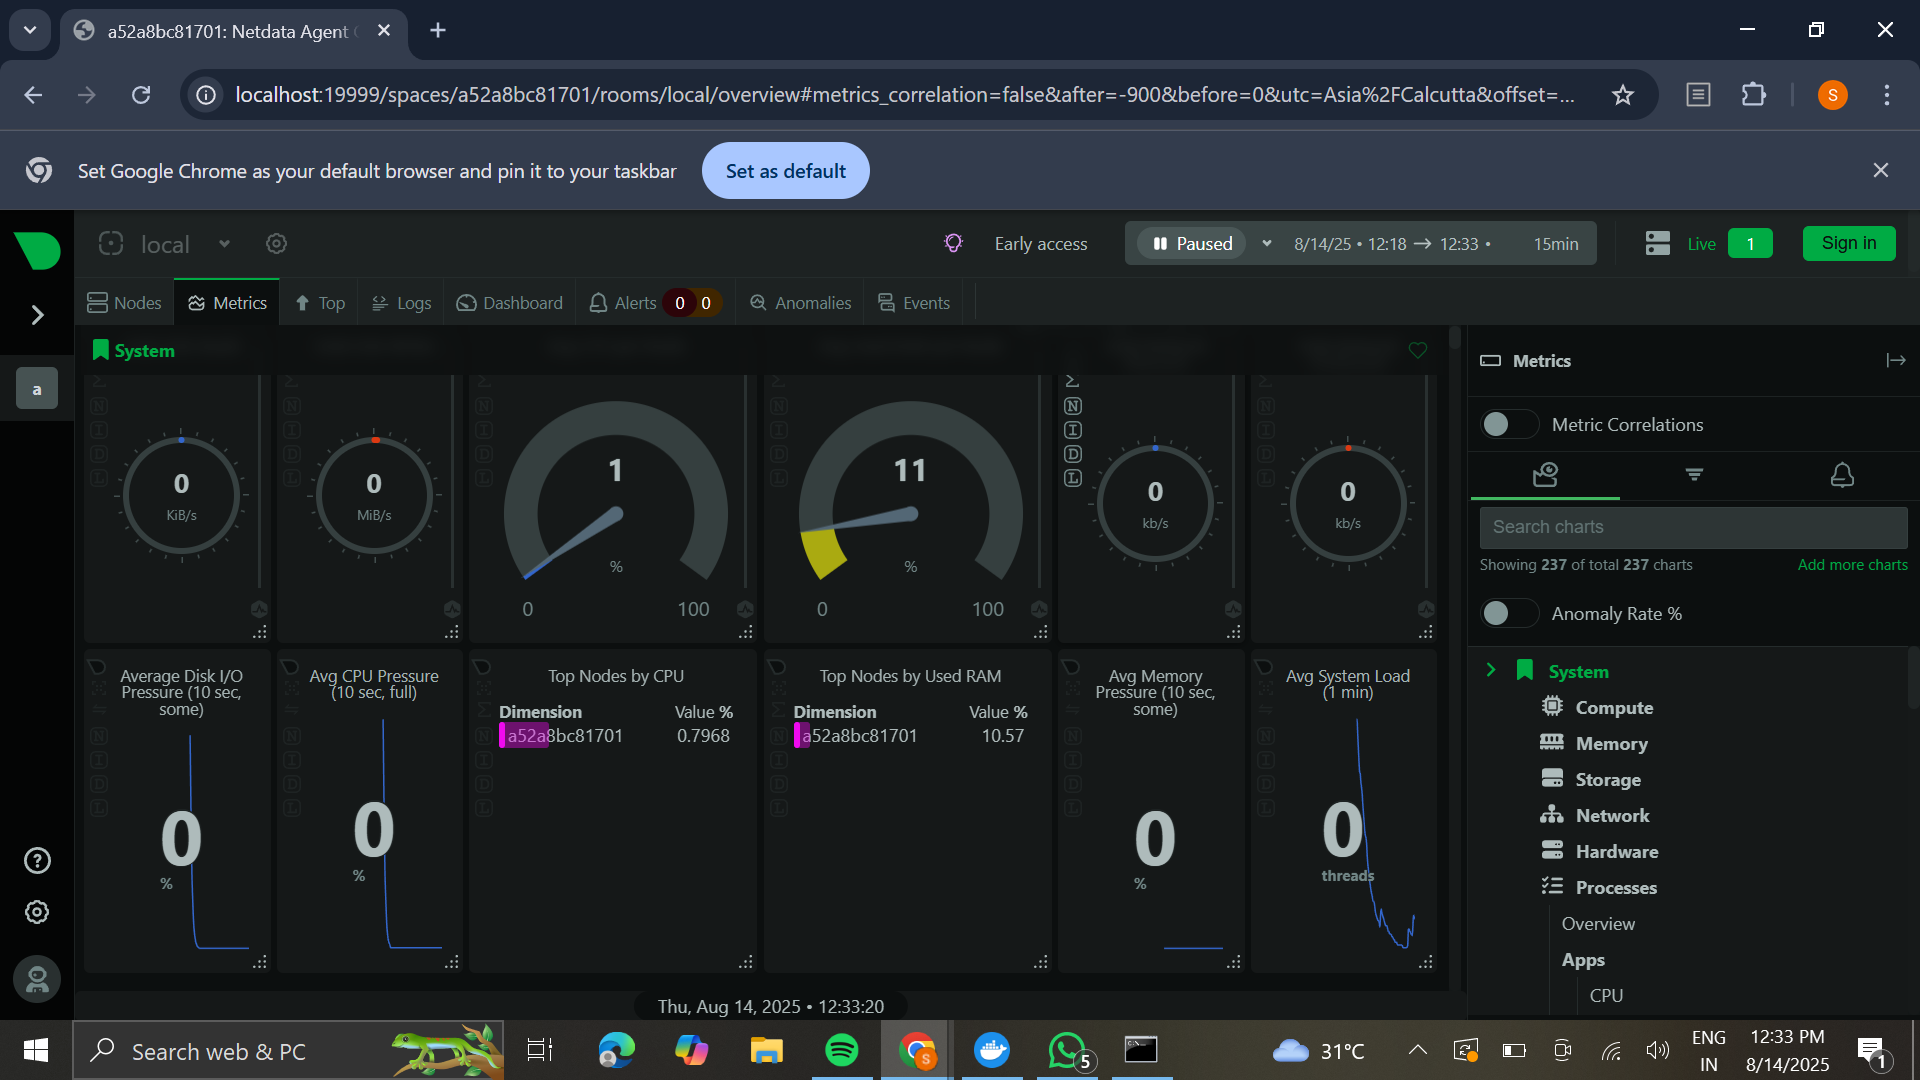 a52a8bc81701: Netdata Agent
localhost:19999/spaces/a52a8bc81701/rooms/local/overview#metrics_correlation=false&after=-900&before=0&utc=Asia%2FCalcutta&offset=...
S
Set Google Chrome as your default browser and pin it to your taskbar
Set as default
local
Early access
Paused
8/14/25 • 12:18 → 12:33 •
15min
Live
1
Sign in
Nodes
Metrics
Top
Logs
Dashboard
Alerts
0
0
Anomalies
Events
a
System
N
I
D
L
0
KiB/s
N
I
D
L
0
MiB/s
N
I
D
L
1
%
0
100
N
I
D
L
11
%
0
100
Σ
N
I
D
L
0
kb/s
N
I
D
L
0
kb/s
Average Disk I/O
Pressure (10 sec,
some)
N
I
D
L
0
%
Avg CPU Pressure
(10 sec, full)
N
I
D
L
0
%
Top Nodes by CPU
Dimension
Value %
a52a8bc81701
0.7968
Σ
N
I
D
L
Top Nodes by Used RAM
Dimension
Value %
a52a8bc81701
10.57
Σ
N
I
D
L
Avg Memory
Pressure (10 sec,
some)
N
I
D
L
0
%
Avg System Load
(1 min)
N
I
D
L
0
threads
Thu, Aug 14, 2025 • 12:33:20
Metrics
Metric Correlations
Search charts
Showing 237 of total 237 charts
Add more charts
Anomaly Rate %
System
Compute
Memory
Storage
Network
Hardware
Processes
Overview
Apps
CPU
Search web & PC
S
5
31°C
ENG
IN
12:33 PM
8/14/2025
1